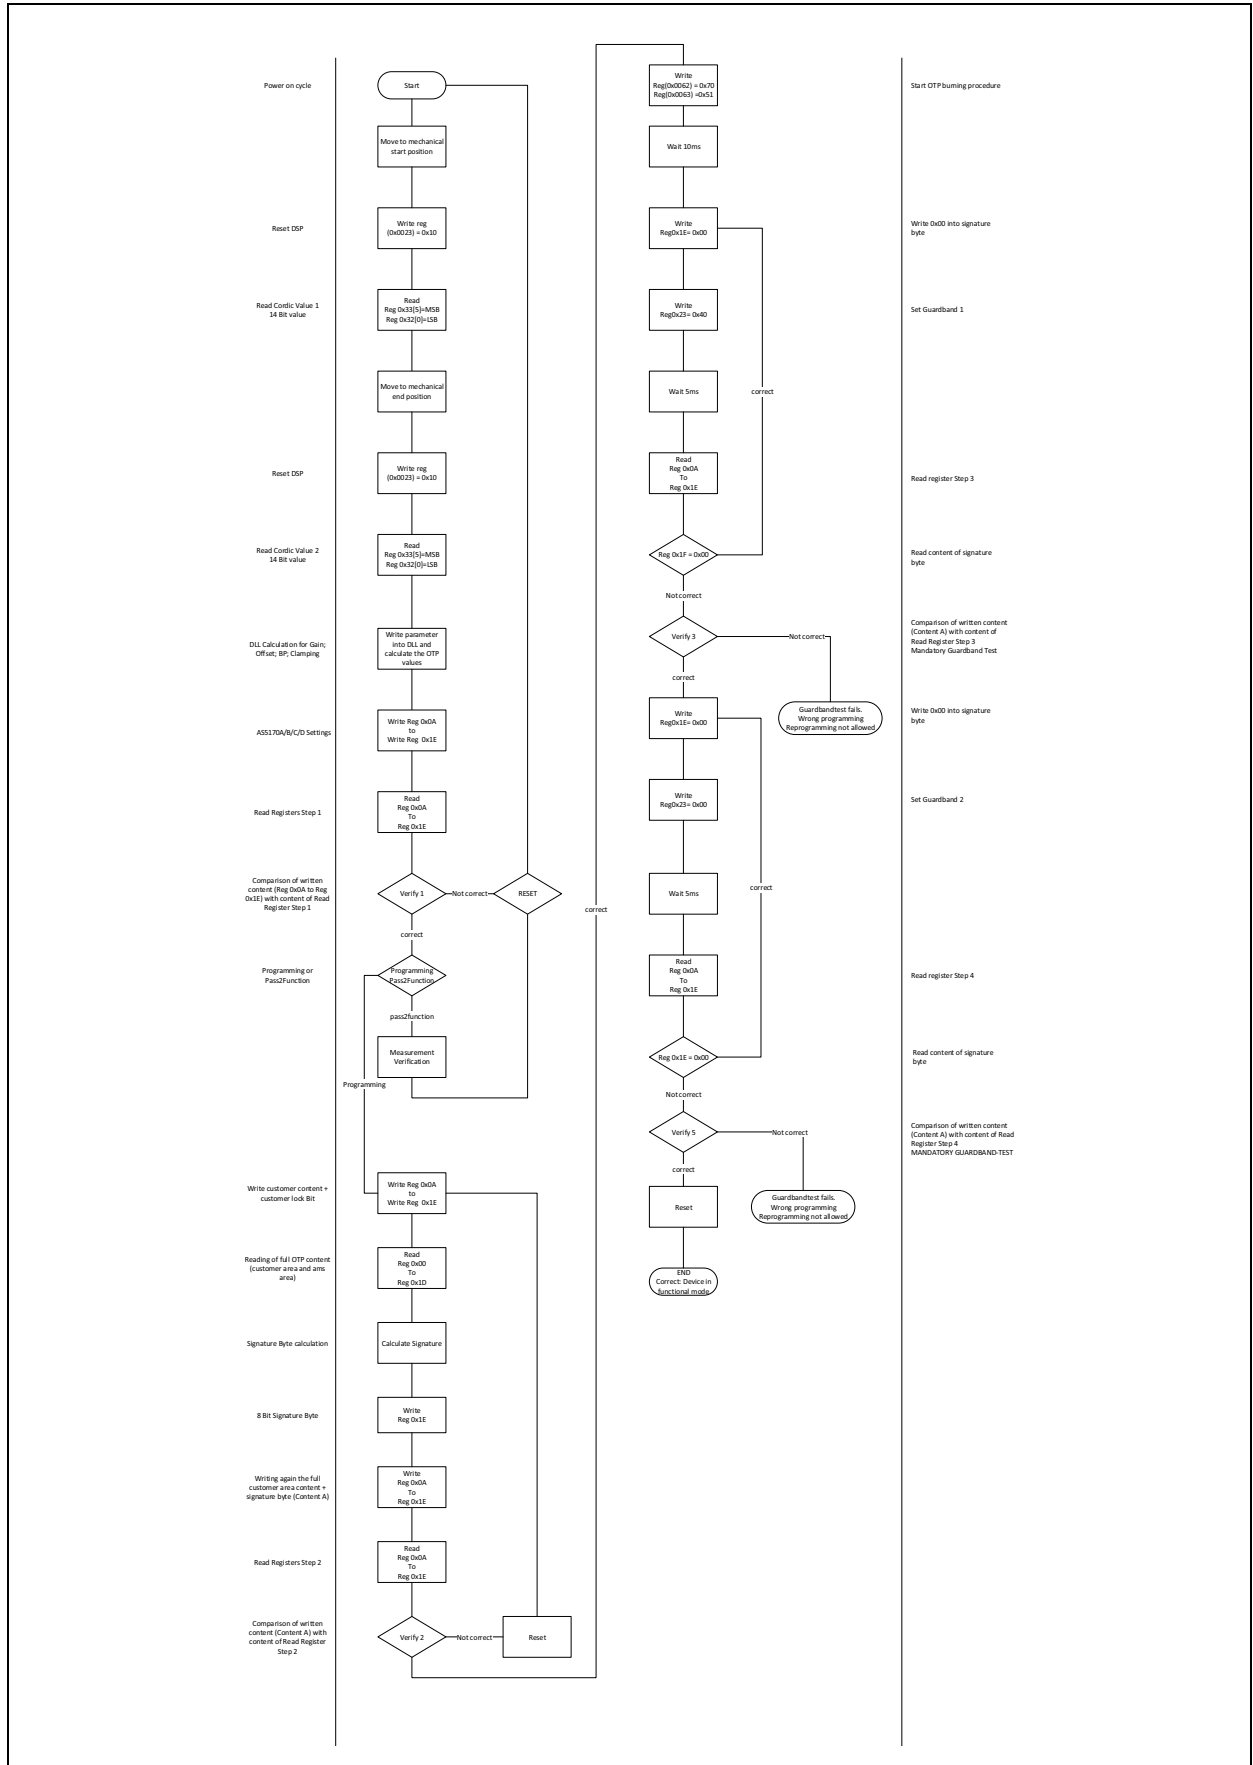 Power on cycle
Start
Move to mechanical
start position
Reset DSP
Write reg
(0x0023) = 0x10
Read Cordic Value 1
14 Bit value
Read
Reg 0x33[5]=MSB
Reg 0x32[0]=LSB
Move to mechanical
end position
Reset DSP
Write reg
(0x0023) = 0x10
Read Cordic Value 2
14 Bit value
Read
Reg 0x33[5]=MSB
Reg 0x32[0]=LSB
DLL Calculation for Gain;
Offset; BP; Clamping
Write parameter
into DLL and
calculate the OTP
values
AS5170A/B/C/D Settings
Write Reg 0x0A
to
Write Reg 0x1E
Read Registers Step 1
Read
Reg 0x0A
To
Reg 0x1E
Comparison of written
content (Reg 0x0A to Reg
0x1E) with content of Read
Register Step 1
Verify 1
Not correct
RESET
correct
Programming or
Pass2Function
Programming
Pass2Function
pass2function
Measurement
Verification
Programming
Write customer content +
customer lock Bit
Write Reg 0x0A
to
Write Reg 0x1E
Reading of full OTP content
(customer area and ams
area)
Read
Reg 0x00
To
Reg 0x1D
Signature Byte calculation
Calculate Signature
8 Bit Signature Byte
Write
Reg 0x1E
Writing again the full
customer area content +
signature byte (Content A)
Write
Reg 0x0A
To
Reg 0x1E
Read Registers Step 2
Read
Reg 0x0A
To
Reg 0x1E
Comparison of written
content (Content A) with
content of Read Register
Step 2
Verify 2
Not correct
Reset
correct
Write
Reg(0x0062) = 0x70
Reg(0x0063) =0x51
Start OTP burning procedure
Wait 10ms
Write
Reg0x1E= 0x00
Write 0x00 into signature
byte
Write
Reg0x23= 0x40
Set Guardband 1
Wait 5ms
correct
Read
Reg 0x0A
To
Reg 0x1E
Read register Step 3
Reg 0x1F = 0x00
Read content of signature
byte
Not correct
Verify 3
Not correct
Comparison of written content
(Content A) with content of
Read Register Step 3
Mandatory Guardband Test
correct
Guardbandtest fails.
Wrong programming
Reprogramming not allowed
Write
Reg0x1E= 0x00
Write 0x00 into signature
byte
Write
Reg0x23= 0x00
Set Guardband 2
Wait 5ms
correct
Read
Reg 0x0A
To
Reg 0x1E
Read register Step 4
Reg 0x1E = 0x00
Read content of signature
byte
Not correct
Verify 5
Not correct
Comparison of written content
(Content A) with content of Read
Register Step 4
MANDATORY GUARDBAND-TEST
correct
Guardbandtest fails.
Wrong programming
Reprogramming not allowed
Reset
END
Correct: Device in
functional mode